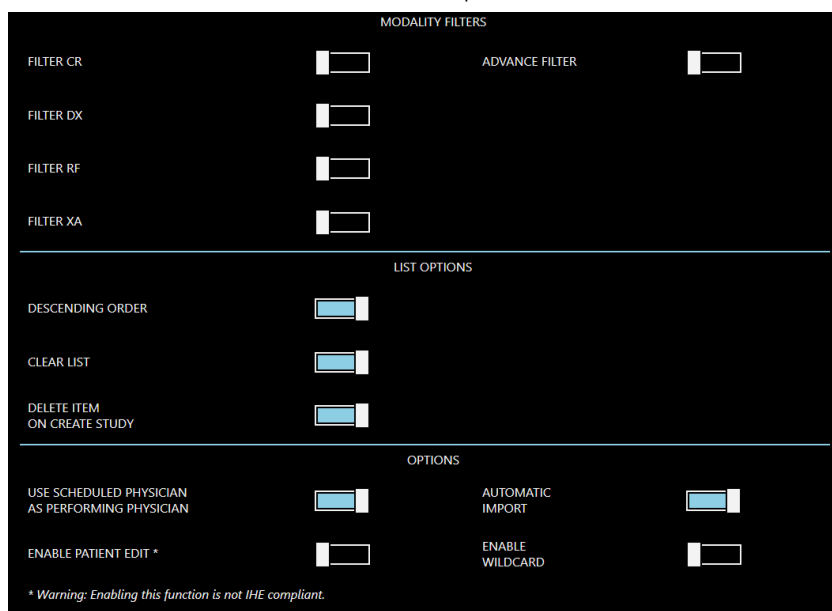 MODALITY FILTERS
FILTER CR
ADVANCE FILTER
FILTER DX
FILTER RF
FILTER XA
LIST OPTIONS
DESCENDING ORDER
CLEAR LIST
DELETE ITEM
ON CREATE STUDY
OPTIONS
USE SCHEDULED PHYSICIAN
AS PERFORMING PHYSICIAN
AUTOMATIC
IMPORT
ENABLE PATIENT EDIT *
ENABLE
WILDCARD
* Warning: Enabling this function is not IHE compliant.